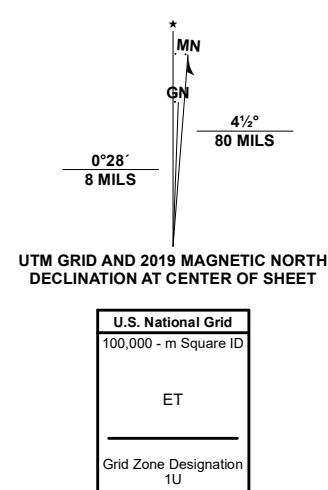 ★
MN
GN
4½°
80 MILS
0°28´
8 MILS
UTM GRID AND 2019 MAGNETIC NORTH
DECLINATION AT CENTER OF SHEET
U.S. National Grid
100,000 - m Square ID
ET
Grid Zone Designation
1U